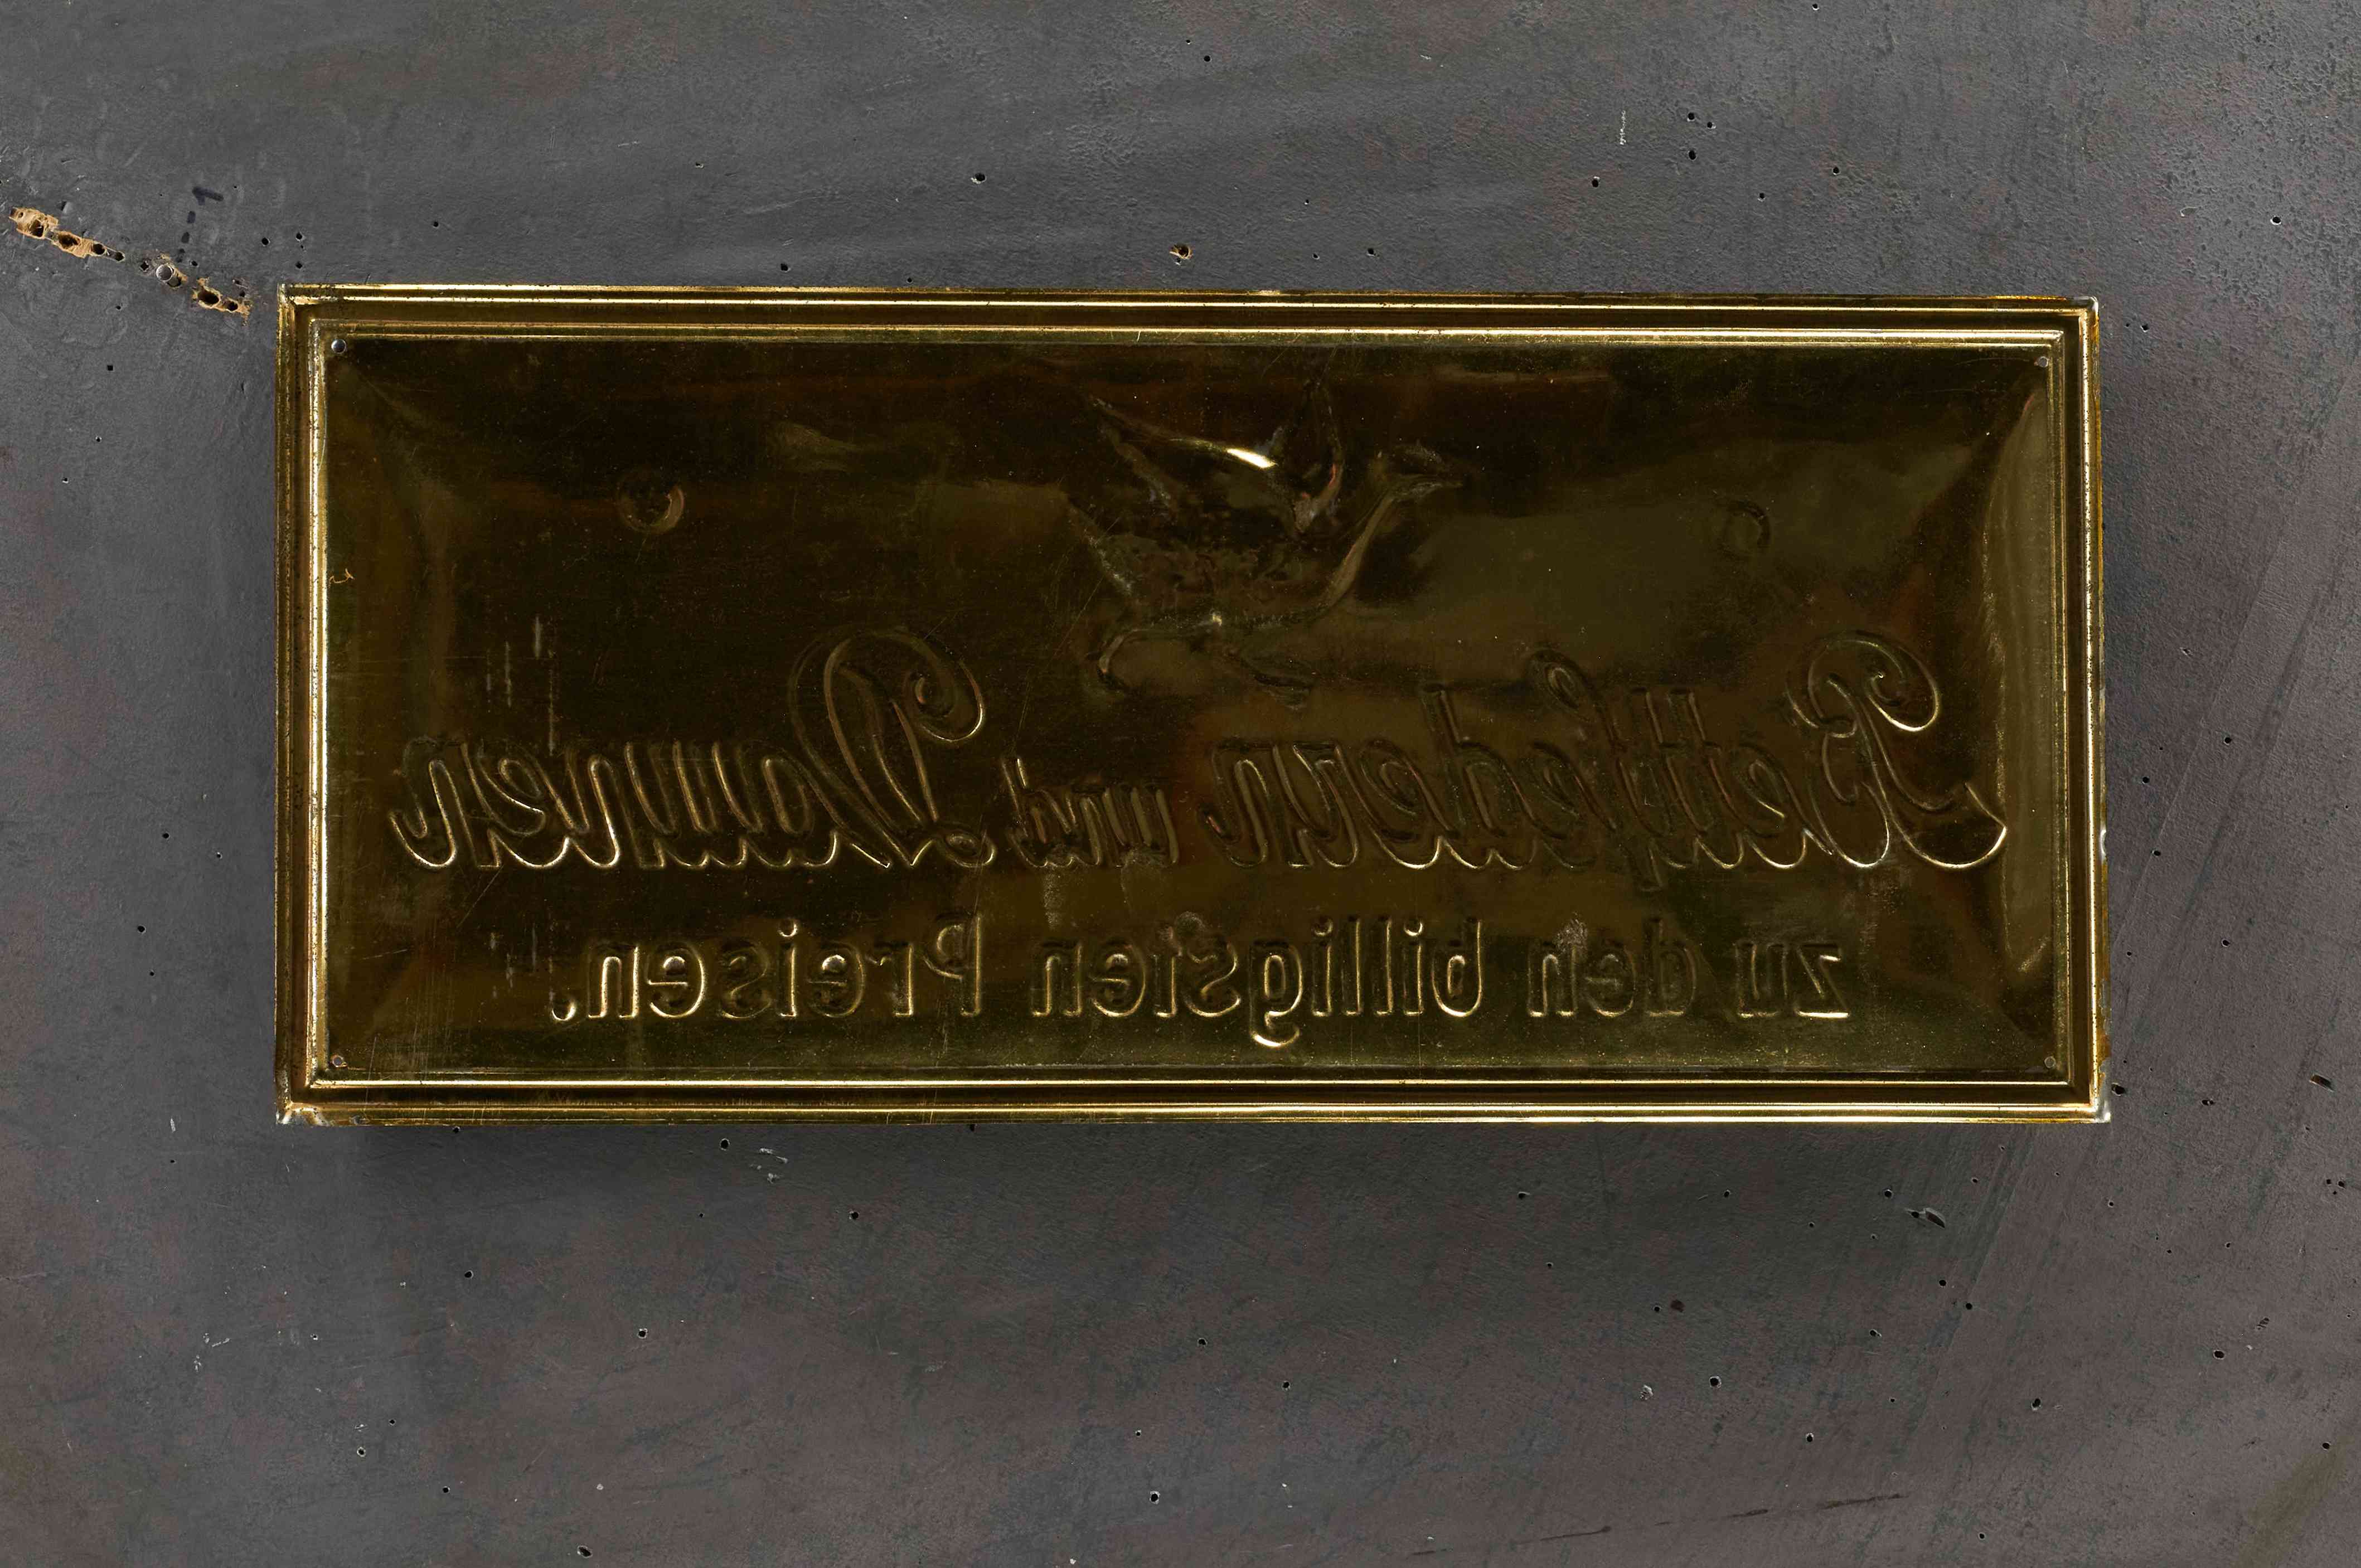 Bettfedern und Daunen
zu den billigsten Preisen.